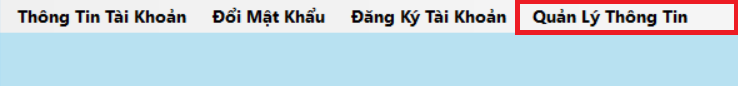 Thông Tin Tài Khoản Đổi Mật Khẩu Đăng Ký Tài Khoản Quản Lý Thông Tin